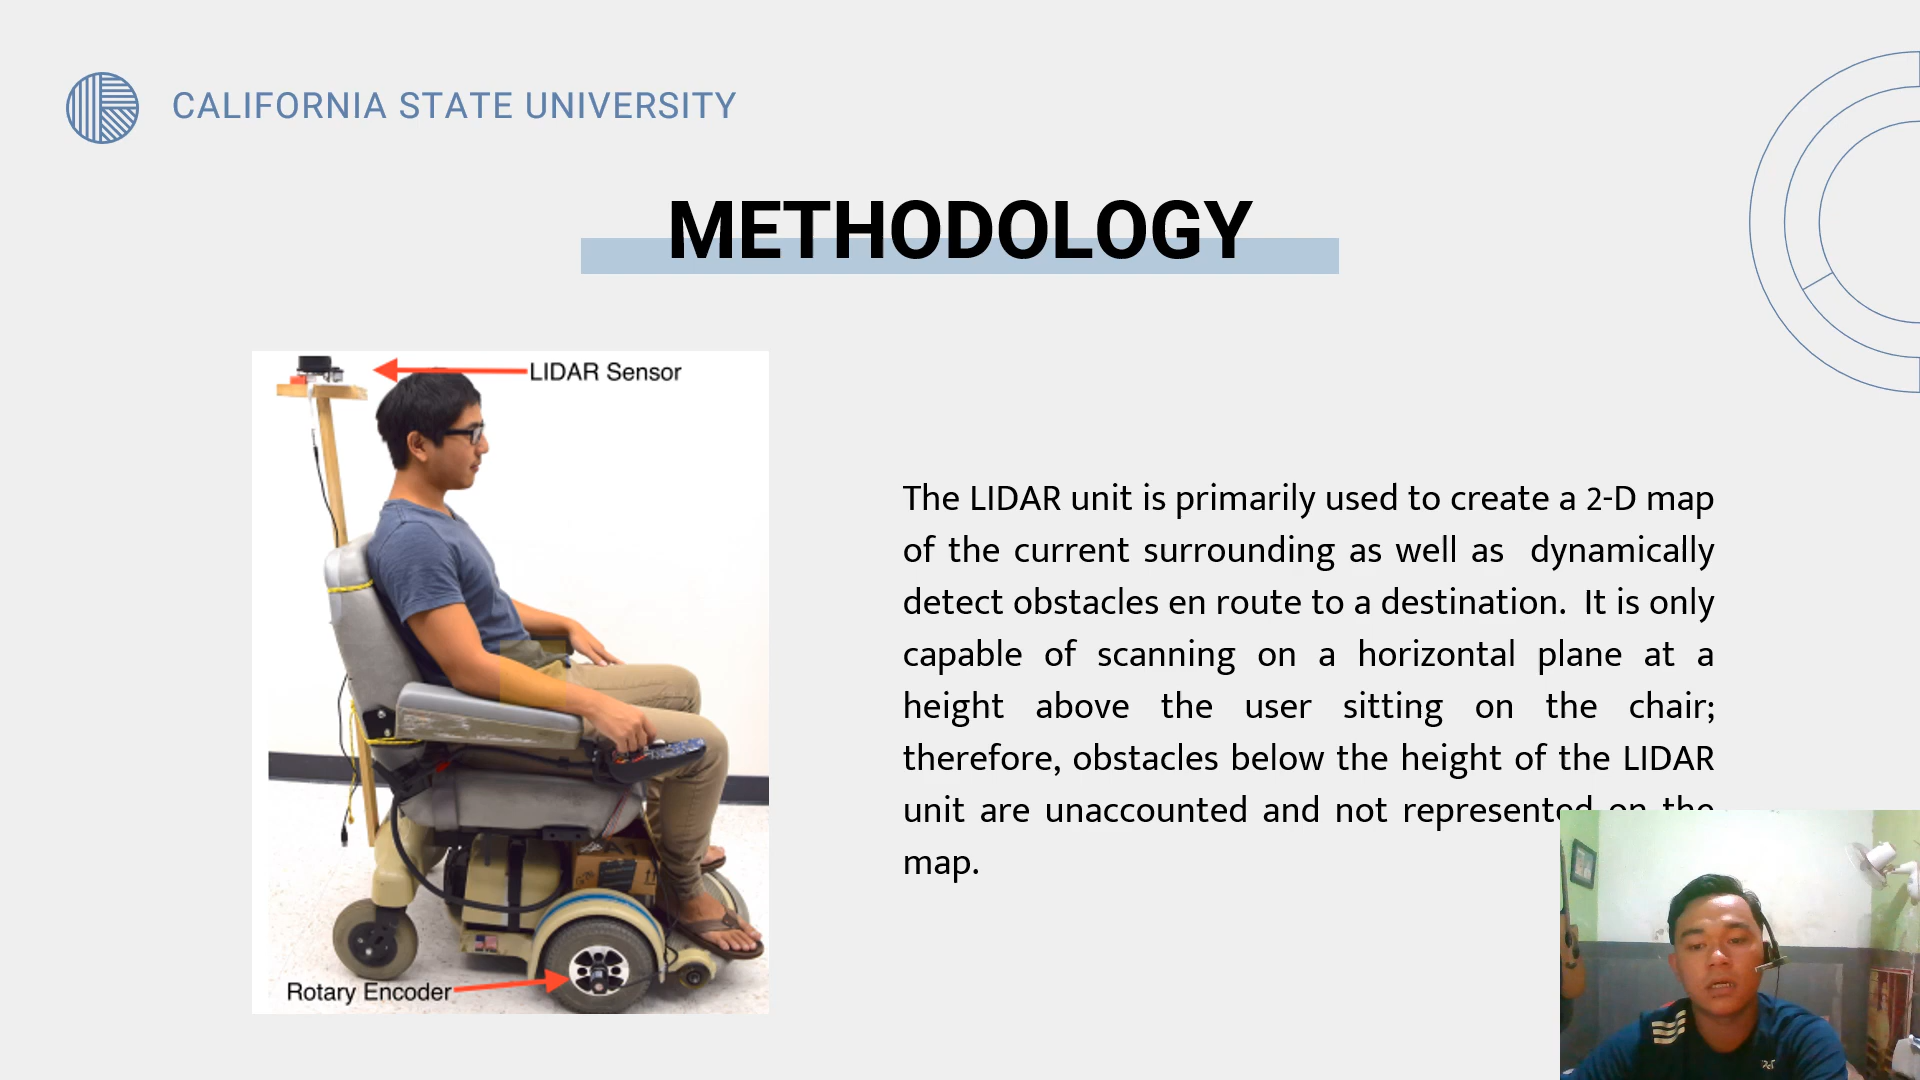 CALIFORNIA STATE UNIVERSITY
METHODOLOGY
LIDAR Sensor
Rotary Encoder
The LIDAR unit is primarily used to create a 2-D map
of the current surrounding as well as dynamically
detect obstacles en route to a destination. It is only
capable of scanning on a horizontal plane at a
height above the user sitting on the chair;
therefore, obstacles below the height of the LIDAR
unit are unaccounted and not represented on the
map.